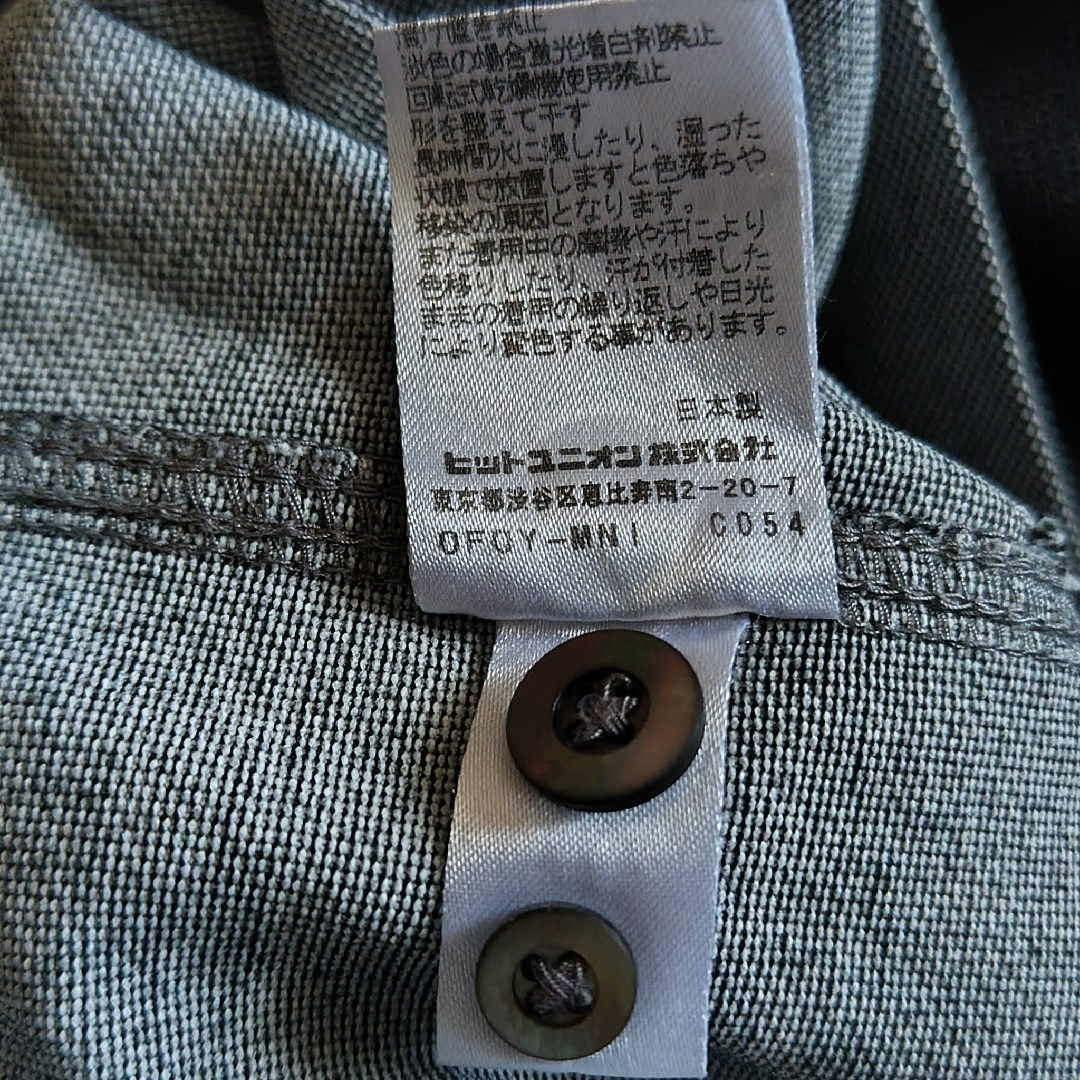 漬け置き禁止
淡色の場合蛍光増白剤禁止
回転式乾燥機使用禁止
形を整えて干す
長時間水に浸したり、湿った
状態で放置しますと色落ちや
移染の原因となります。
また着用中の摩擦や汗により
色移りしたり、汗が付着した
ままの着用の繰り返しや日光
により変色する事があります。
日本製
ヒットユニオン株式会社
東京都渋谷区恵比寿南2-20-7
OFGY-MNI C054